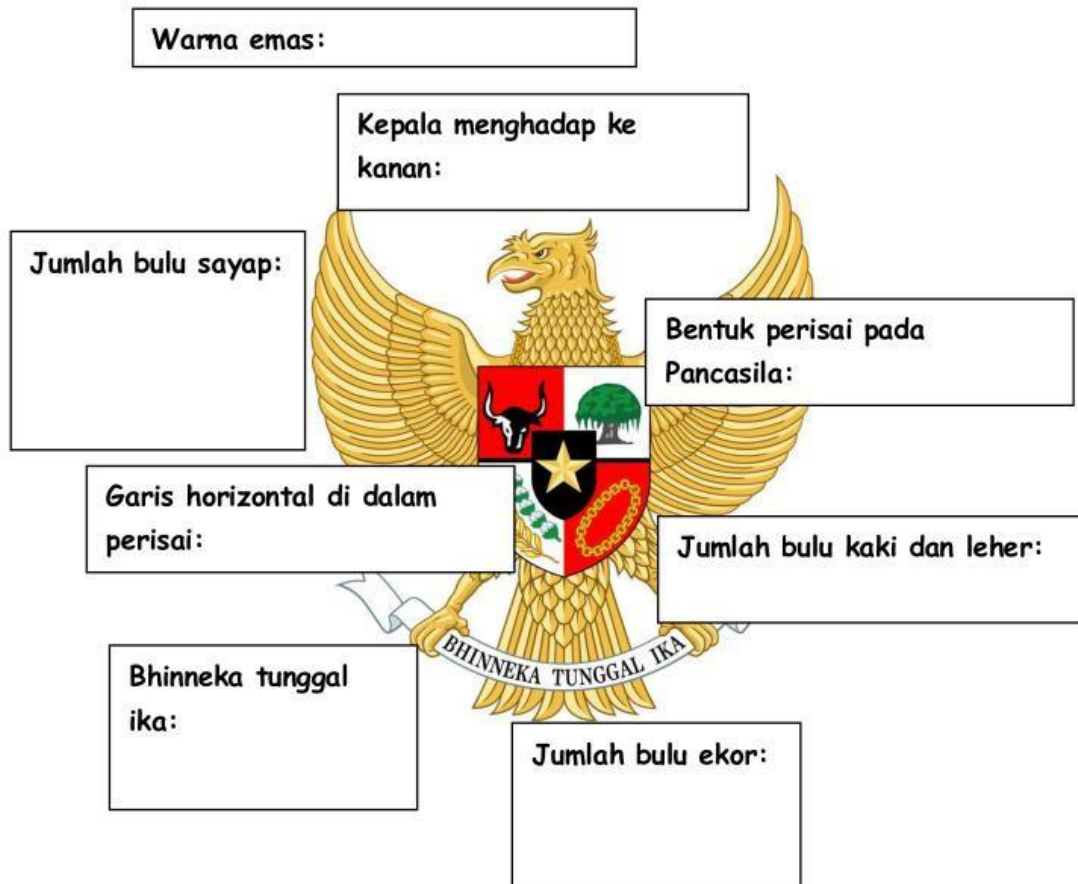 Warna emas:
Kepala menghadap ke
kanan:
Jumlah bulu sayap:
Bentuk perisai pada
Pancasila:
Garis horizontal di dalam
perisai:
Jumlah bulu kaki dan leher:
Bhinneka tunggal
ika:
BHINNEKA TUNGGAL IKA
Jumlah bulu ekor: